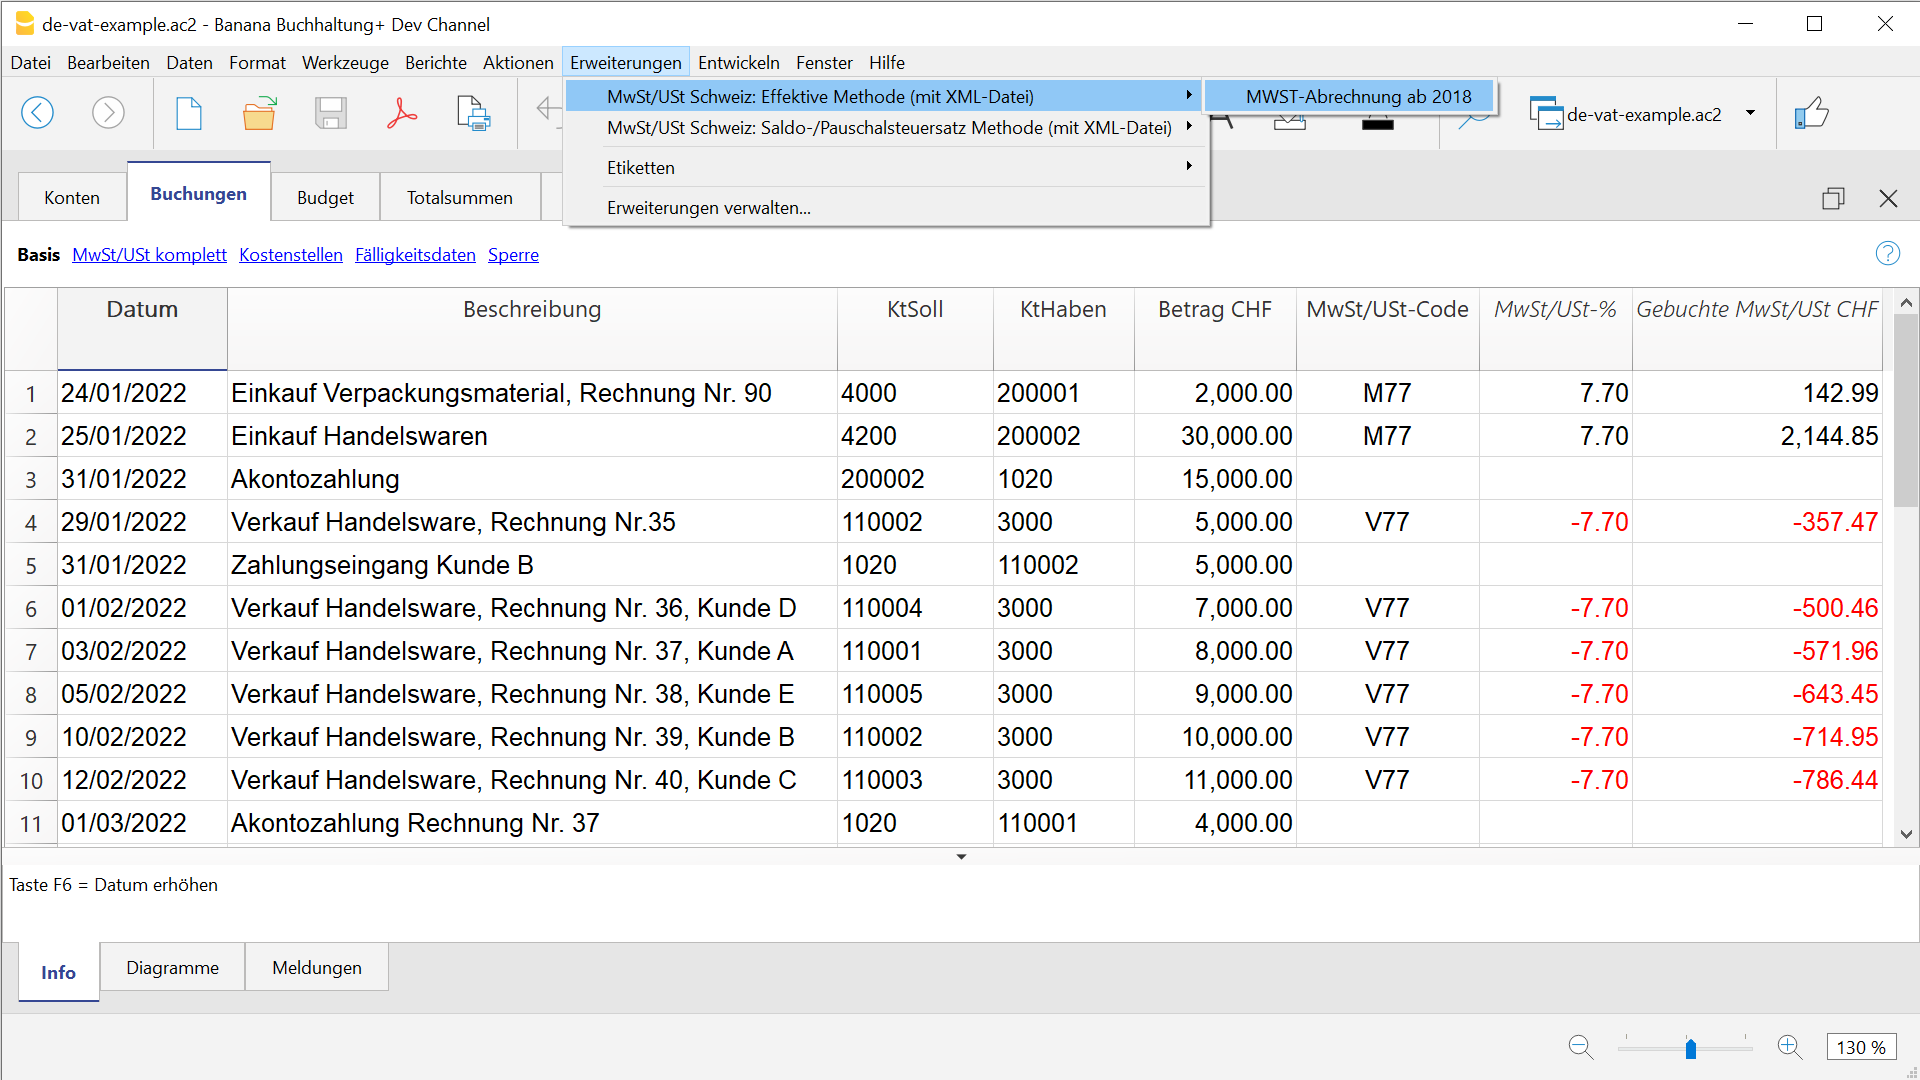 de-vat-example.ac2 - Banana Buchhaltung+ Dev Channel
Datei Bearbeiten Daten Format Werkzeuge Berichte Aktionen Erweiterungen Entwickeln Fenster Hilfe
MwSt/USt Schweiz: Effektive Methode (mit XML-Datei)
MWST-Abrechnung ab 2018
MwSt/USt Schweiz: Saldo-/Pauschalsteuersatz Methode (mit XML-Datei)
Etiketten
Erweiterungen verwalten...
de-vat-example.ac2
Konten Buchungen Budget Totalsummen
Basis MwSt/USt komplett Kostenstellen Fälligkeitsdaten Sperre
Datum Beschreibung KtSoll KtHaben Betrag CHF MwSt/USt-Code MwSt/USt-% Gebuchte MwSt/USt CHF
1 24/01/2022 Einkauf Verpackungsmaterial, Rechnung Nr. 90 4000 200001 2,000.00 M77 7.70 142.99
2 25/01/2022 Einkauf Handelswaren 4200 200002 30,000.00 M77 7.70 2,144.85
3 31/01/2022 Akontozahlung 200002 1020 15,000.00
4 29/01/2022 Verkauf Handelsware, Rechnung Nr.35 110002 3000 5,000.00 V77 -7.70 -357.47
5 31/01/2022 Zahlungseingang Kunde B 1020 110002 5,000.00
6 01/02/2022 Verkauf Handelsware, Rechnung Nr. 36, Kunde D 110004 3000 7,000.00 V77 -7.70 -500.46
7 03/02/2022 Verkauf Handelsware, Rechnung Nr. 37, Kunde A 110001 3000 8,000.00 V77 -7.70 -571.96
8 05/02/2022 Verkauf Handelsware, Rechnung Nr. 38, Kunde E 110005 3000 9,000.00 V77 -7.70 -643.45
9 10/02/2022 Verkauf Handelsware, Rechnung Nr. 39, Kunde B 110002 3000 10,000.00 V77 -7.70 -714.95
10 12/02/2022 Verkauf Handelsware, Rechnung Nr. 40, Kunde C 110003 3000 11,000.00 V77 -7.70 -786.44
11 01/03/2022 Akontozahlung Rechnung Nr. 37 1020 110001 4,000.00
Taste F6 = Datum erhöhen
Info Diagramme Meldungen
130 %